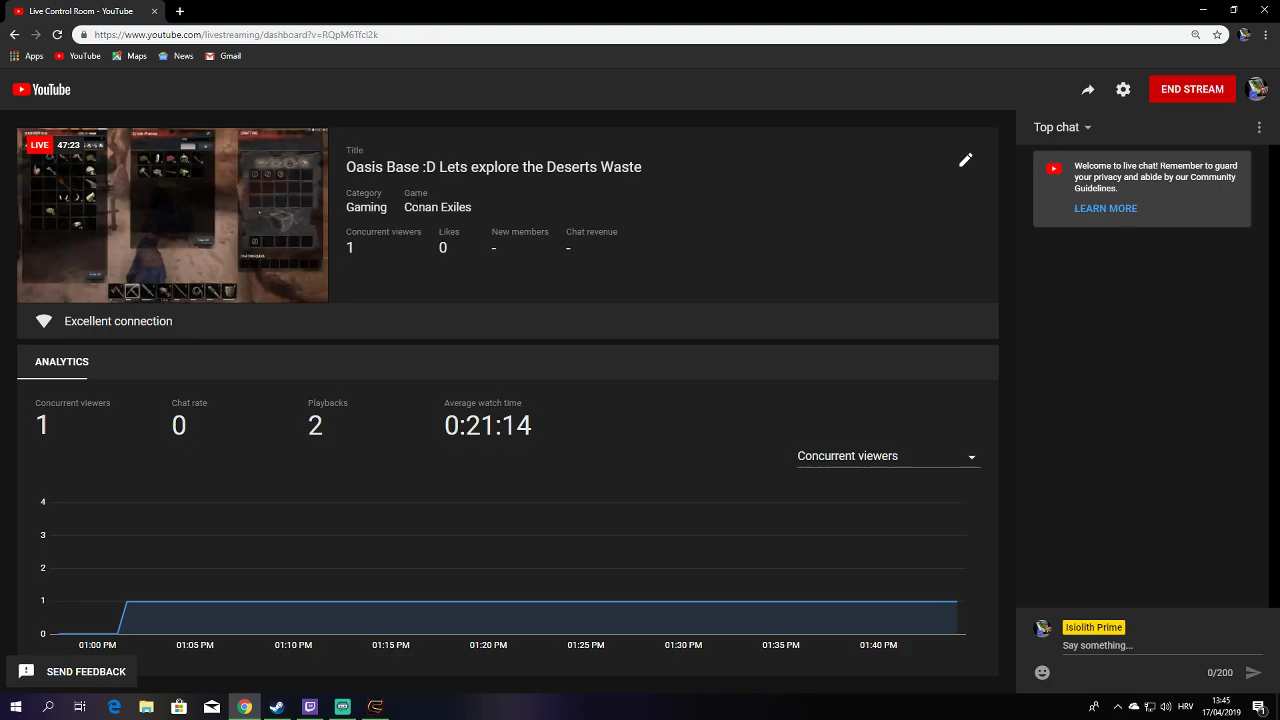 Live Control Room - YouTube
https://www.youtube.com/livestreaming/dashboard?v=RQpM6Tfcl2k
Apps YouTube Maps News Gmail
YouTube
END STREAM
LIVE 47:23
Title
Oasis Base :D Lets explore the Deserts Waste
Category Game
Gaming Conan Exiles
Concurrent viewers Likes New members Chat revenue
1 0 - -
Excellent connection
ANALYTICS
Concurrent viewers Chat rate Playbacks Average watch time
1 0 2 0:21:14
Concurrent viewers
4
3
2
1
0
01:00 PM 01:05 PM 01:10 PM 01:15 PM 01:20 PM 01:25 PM 01:30 PM 01:35 PM 01:40 PM
SEND FEEDBACK
Top chat
Welcome to live chat! Remember to guard
your privacy and abide by our Community
Guidelines.
LEARN MORE
Isiolith Prime
Say something...
0/200
HRV
13:45
17/04/2019